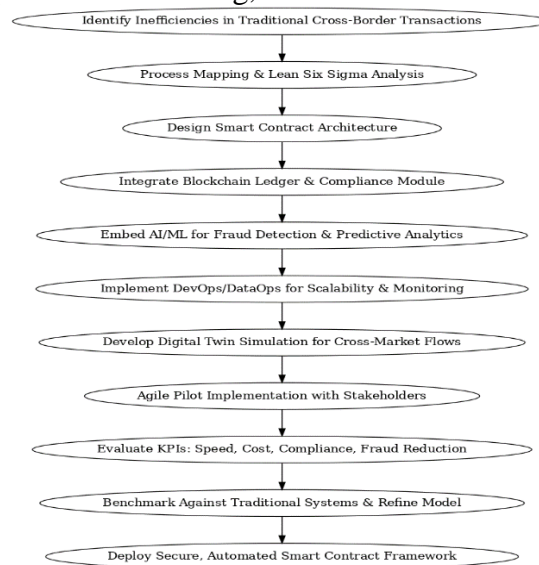 Identify Inefficiencies in Traditional Cross-Border Transactions
Process Mapping & Lean Six Sigma Analysis
Design Smart Contract Architecture
Integrate Blockchain Ledger & Compliance Module
Embed AI/ML for Fraud Detection & Predictive Analytics
Implement DevOps/DataOps for Scalability & Monitoring
Develop Digital Twin Simulation for Cross-Market Flows
Agile Pilot Implementation with Stakeholders
Evaluate KPIs: Speed, Cost, Compliance, Fraud Reduction
Benchmark Against Traditional Systems & Refine Model
Deploy Secure, Automated Smart Contract Framework